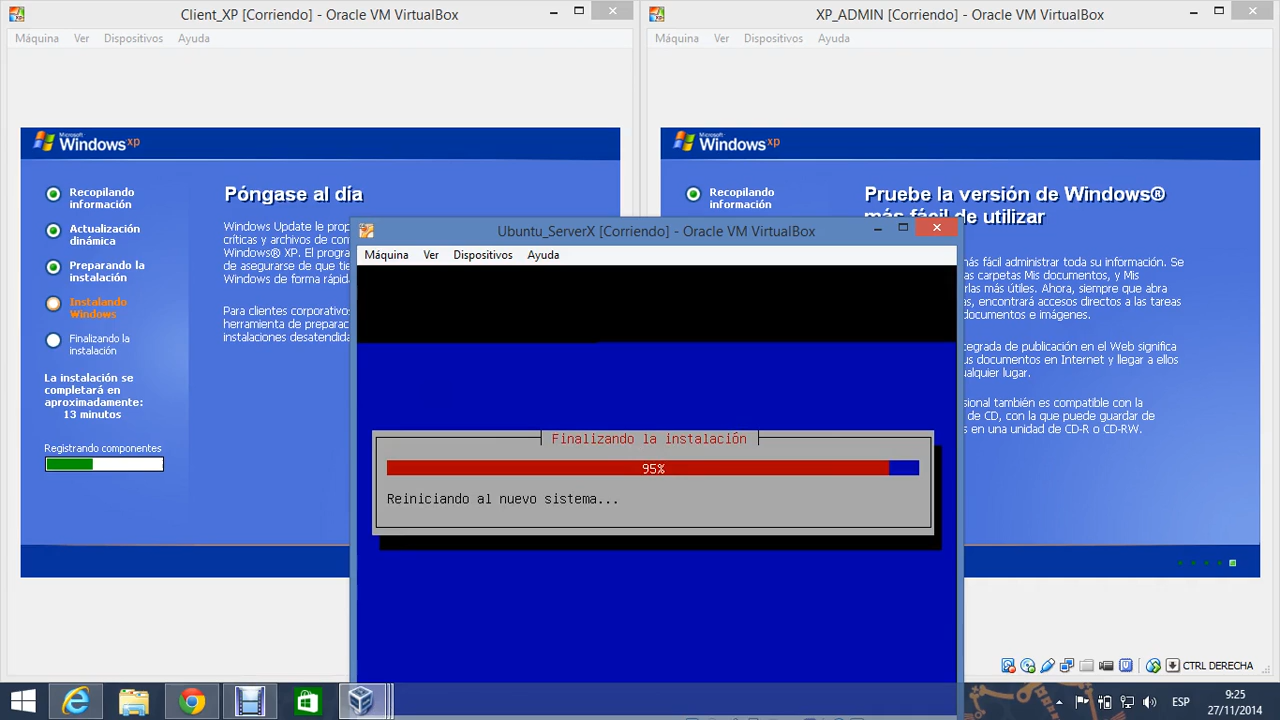 Client_XP [Corriendo] - Oracle VM VirtualBox
Máquina Ver Dispositivos Ayuda
Microsoft
Windows xp
Recopilando
información
Actualización
dinámica
Preparando la
instalación
Instalando
Windows
Finalizando la
instalación
La instalación se
completará en
aproximadamente:
13 minutos
Registrando componentes
Póngase al día
Windows Update le prop
críticas y archivos de com
Windows® XP. El progra
de asegurarse de que tie
Windows de forma rápida
Para clientes corporativo
herramienta de preparac
instalaciones desatendida
XP_ADMIN [Corriendo] - Oracle VM VirtualBox
Máquina Ver Dispositivos Ayuda
Microsoft
Windows xp
Recopilando
información
Pruebe la versión de Windows®
más fácil de utilizar
más fácil administrar toda su información. Se
as carpetas Mis documentos, y Mis
rlas más útiles. Ahora, siempre que abra
as, encontrará accesos directos a las tareas
documentos e imágenes.
tegrada de publicación en el Web significa
us documentos en Internet y llegar a ellos
ualquier lugar.
sional también es compatible con la
de CD, con la que puede guardar de
s en una unidad de CD-R o CD-RW.
CTRL DERECHA
Ubuntu_ServerX [Corriendo] - Oracle VM VirtualBox
Máquina Ver Dispositivos Ayuda
Finalizando la instalación
95%
Reiniciando al nuevo sistema...
ESP
9:25
27/11/2014